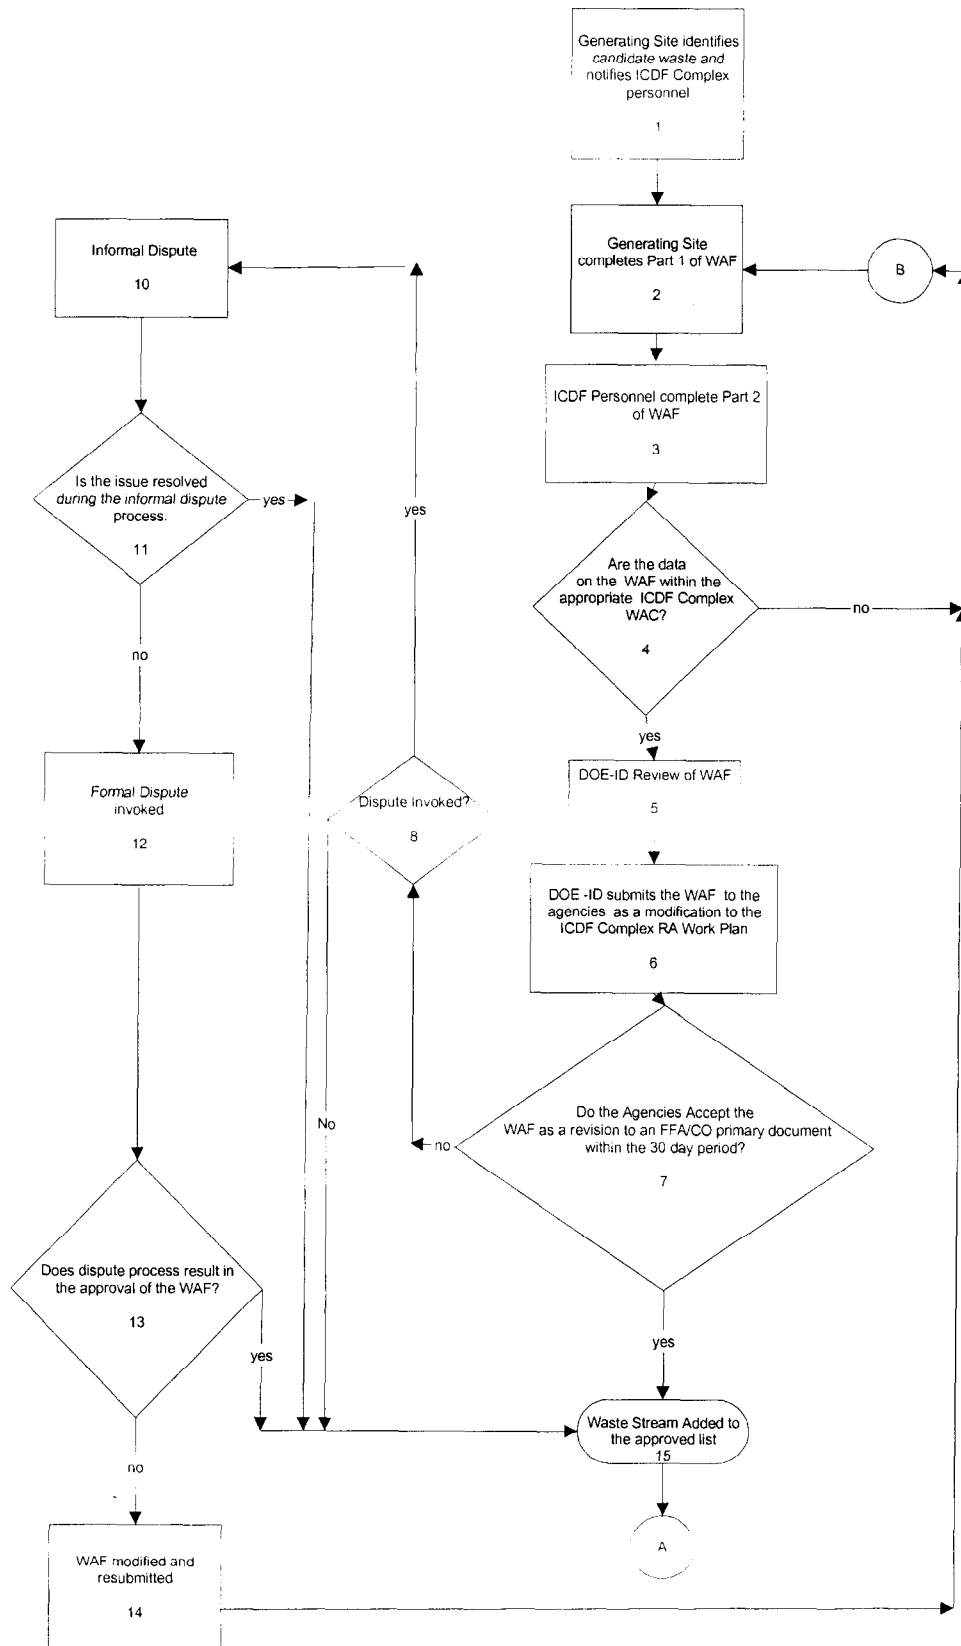 Generating Site identifies
candidate waste and
notifies ICDF Complex
personnel
1
Generating Site
completes Part 1 of WAF
2
B
ICDF Personnel complete Part 2
of WAF
3
Are the data
on the WAF within the
appropriate ICDF Complex
WAC?
4
no
yes
DOE-ID Review of WAF
5
DOE -ID submits the WAF to the
agencies as a modification to the
ICDF Complex RA Work Plan
6
Do the Agencies Accept the
WAF as a revision to an FFA/CO primary document
within the 30 day period?
7
no
yes
Dispute Invoked?
8
yes
No
Informal Dispute
10
Is the issue resolved
during the informal dispute
process.
11
yes
no
Formal Dispute
invoked
12
Does dispute process result in
the approval of the WAF?
13
yes
no
WAF modified and
resubmitted
14
Waste Stream Added to
the approved list
15
A